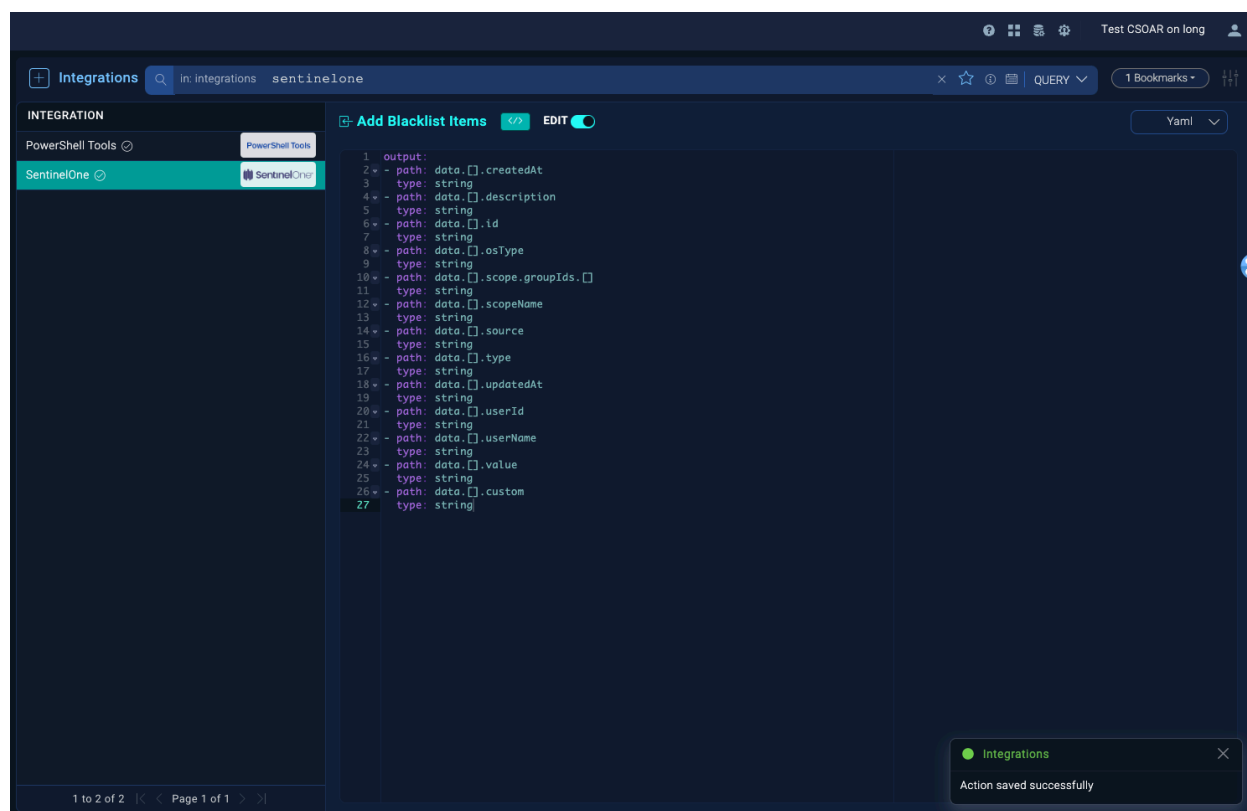 Test CSOAR on long
Integrations
in: integrations sentinelone
QUERY
1 Bookmarks
INTEGRATION
PowerShell Tools
PowerShell Tools
SentinelOne
SentinelOne
Add Blacklist Items </> EDIT
Yaml
1 output:
2 - path: data.[].createdAt
3 type: string
4 - path: data.[].description
5 type: string
6 - path: data.[].id
7 type: string
8 - path: data.[].osType
9 type: string
10 - path: data.[].scope.groupIds.[]
11 type: string
12 - path: data.[].scopeName
13 type: string
14 - path: data.[].source
15 type: string
16 - path: data.[].type
17 type: string
18 - path: data.[].updatedAt
19 type: string
20 - path: data.[].userId
21 type: string
22 - path: data.[].userName
23 type: string
24 - path: data.[].value
25 type: string
26 - path: data.[].custom
27 type: string
Integrations
Action saved successfully
1 to 2 of 2 |< < Page 1 of 1 > >|